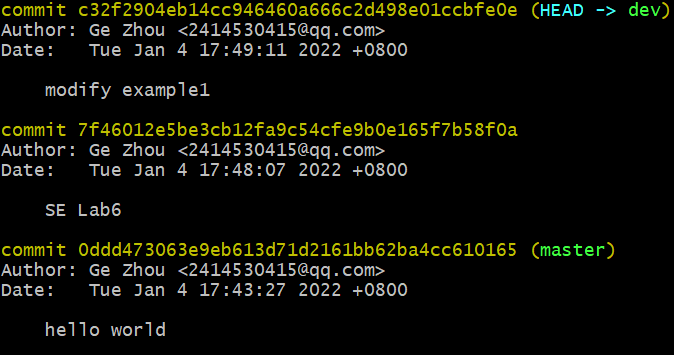 commit c32f2904eb14cc946460a666c2d498e01ccbfe0e (HEAD -> dev)
Author: Ge Zhou <2414530415@qq.com>
Date:   Tue Jan 4 17:49:11 2022 +0800
modify example1
commit 7f46012e5be3cb12fa9c54cfe9b0e165f7b58f0a
Author: Ge Zhou <2414530415@qq.com>
Date:   Tue Jan 4 17:48:07 2022 +0800
SE Lab6
commit 0ddd473063e9eb613d71d2161bb62ba4cc610165 (master)
Author: Ge Zhou <2414530415@qq.com>
Date:   Tue Jan 4 17:43:27 2022 +0800
hello world